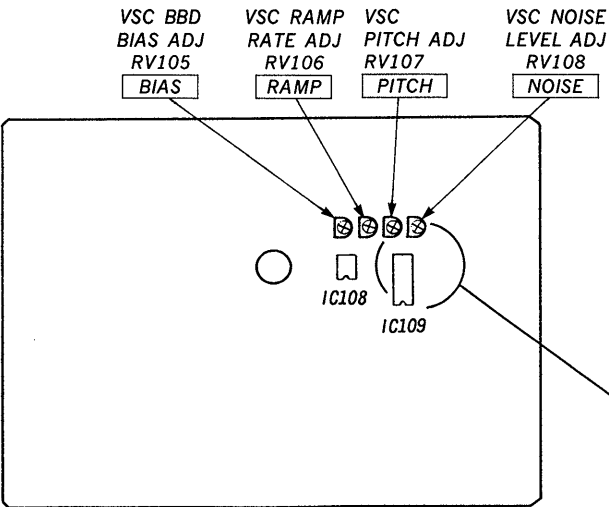 VSC BBD
BIAS ADJ
RV105
BIAS
VSC RAMP
RATE ADJ
RV106
RAMP
VSC
PITCH ADJ
RV107
PITCH
VSC NOISE
LEVEL ADJ
RV108
NOISE
IC108
IC109